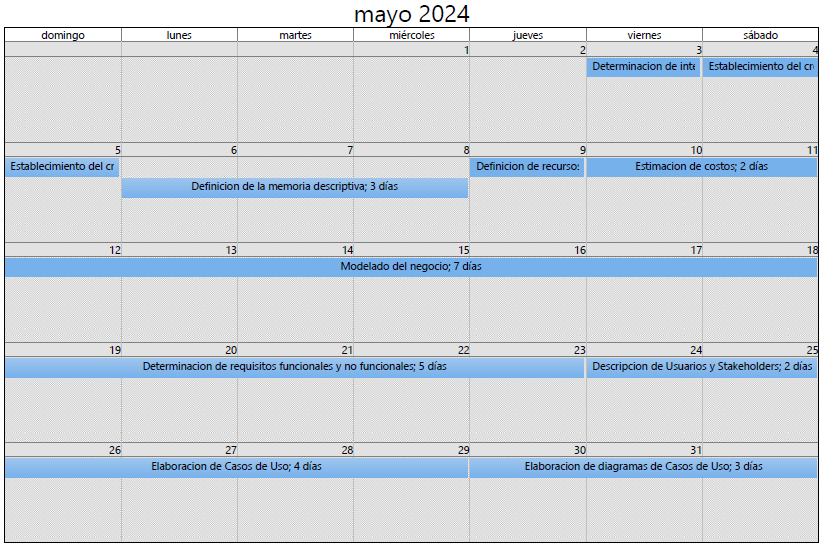 mayo 2024
domingo lunes martes miércoles jueves viernes sábado
1 2 3 4
Determinacion de inte Establecimiento del cr
5 6 7 8 9 10 11
Establecimiento del cr Definicion de recursos Estimacion de costos; 2 días
Definicion de la memoria descriptiva; 3 días
12 13 14 15 16 17 18
Modelado del negocio; 7 días
19 20 21 22 23 24 25
Determinacion de requisitos funcionales y no funcionales; 5 días Descripcion de Usuarios y Stakeholders; 2 días
26 27 28 29 30 31
Elaboracion de Casos de Uso; 4 días Elaboracion de diagramas de Casos de Uso; 3 días